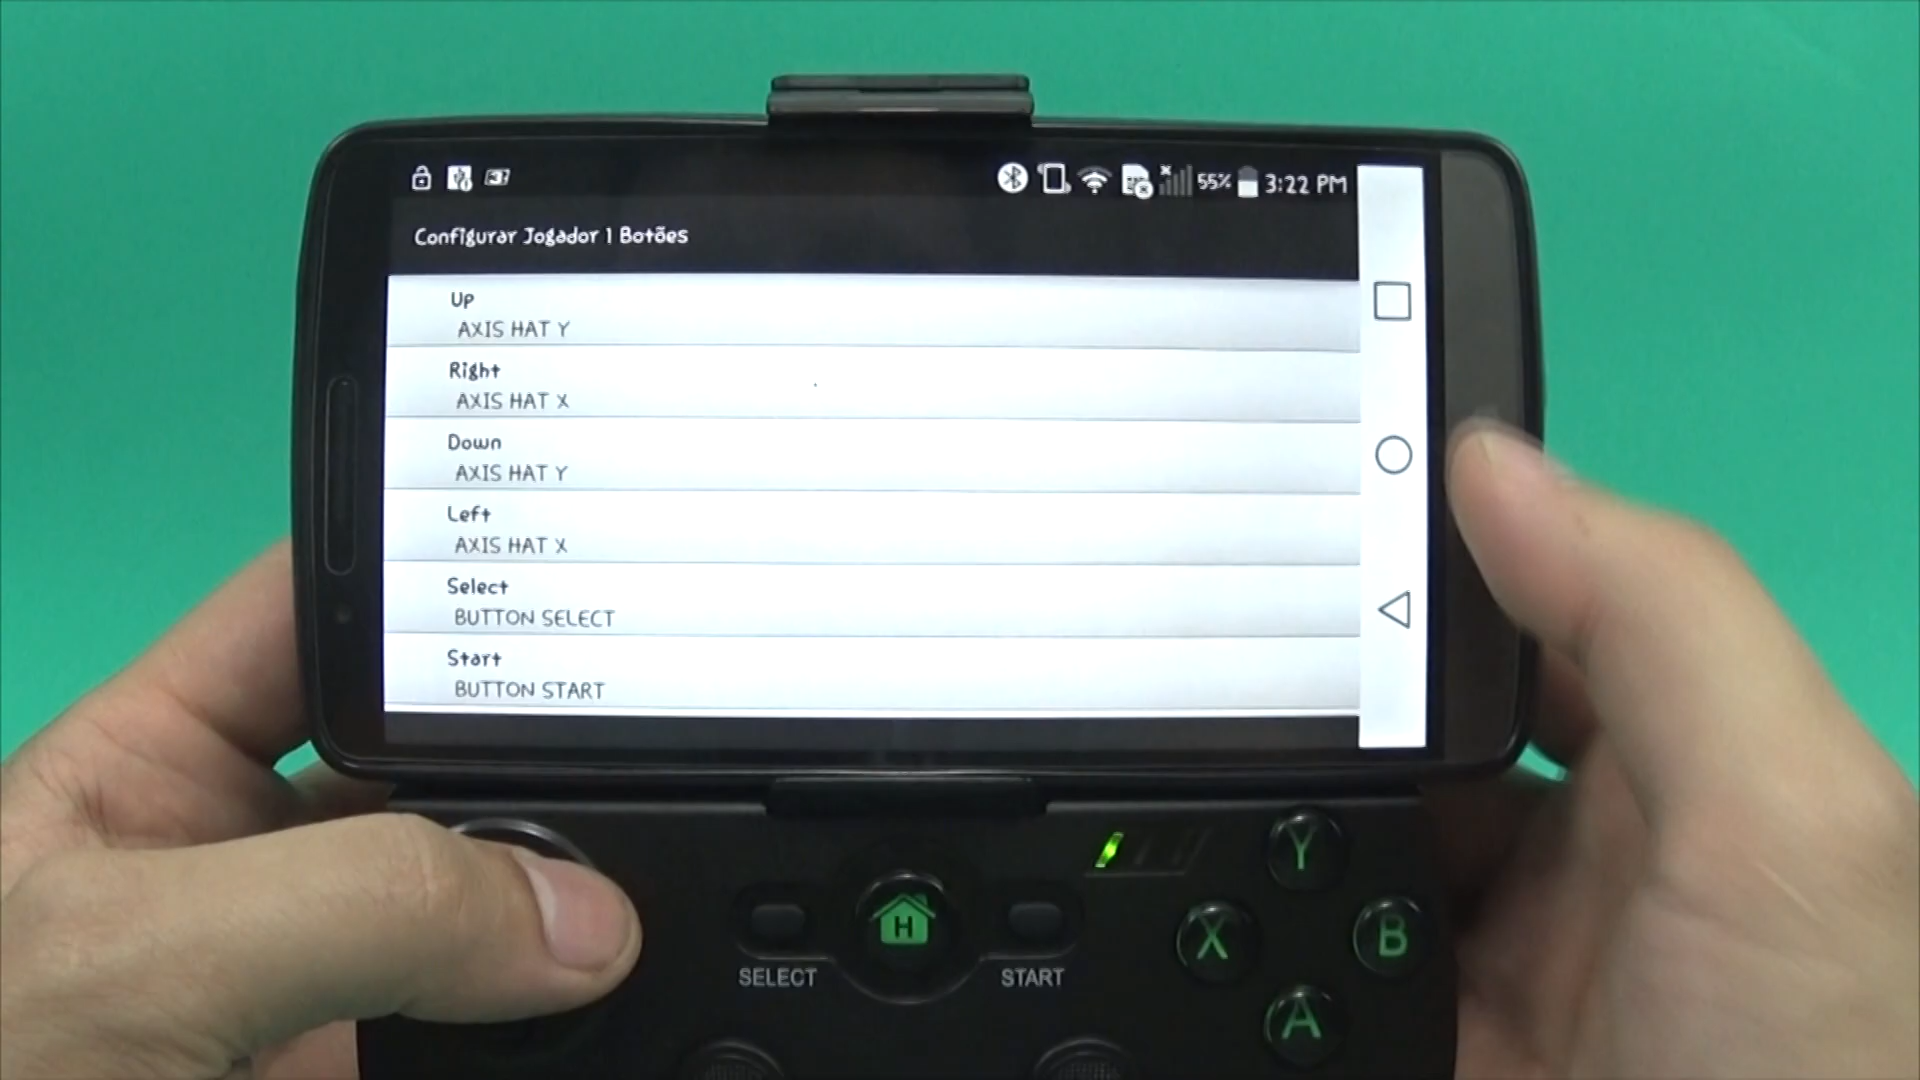 55% 3:22 PM
Configurar Jogador 1 Botões
Up
AXIS HAT Y
Right
AXIS HAT X
Down
AXIS HAT Y
Left
AXIS HAT X
Select
BUTTON SELECT
Start
BUTTON START
Y
H
X
B
SELECT
START
A